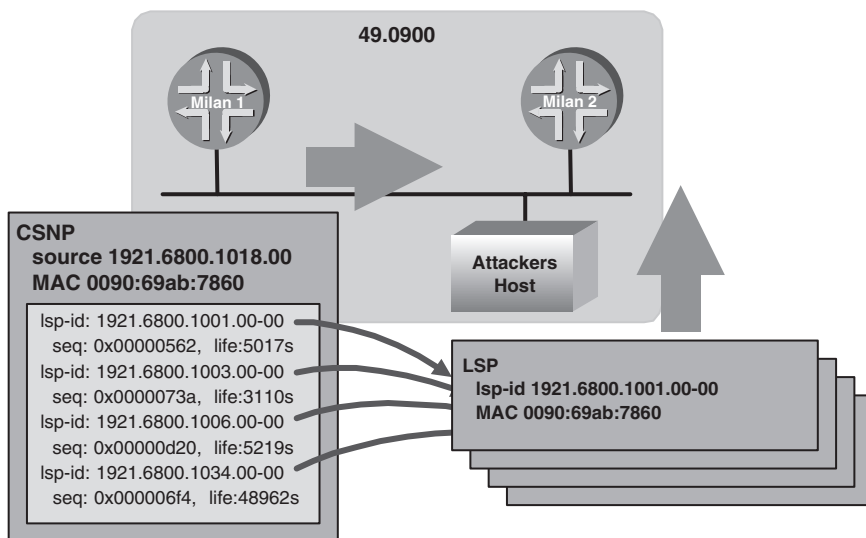 49.0900
Milan 1
Milan 2
Attackers
Host
CSNP
source 1921.6800.1018.00
MAC 0090:69ab:7860
lsp-id: 1921.6800.1001.00-00
seq: 0x00000562, life:5017s
lsp-id: 1921.6800.1003.00-00
seq: 0x0000073a, life:3110s
lsp-id: 1921.6800.1006.00-00
seq: 0x00000d20, life:5219s
lsp-id: 1921.6800.1034.00-00
seq: 0x000006f4, life:48962s
LSP
lsp-id 1921.6800.1001.00-00
MAC 0090:69ab:7860